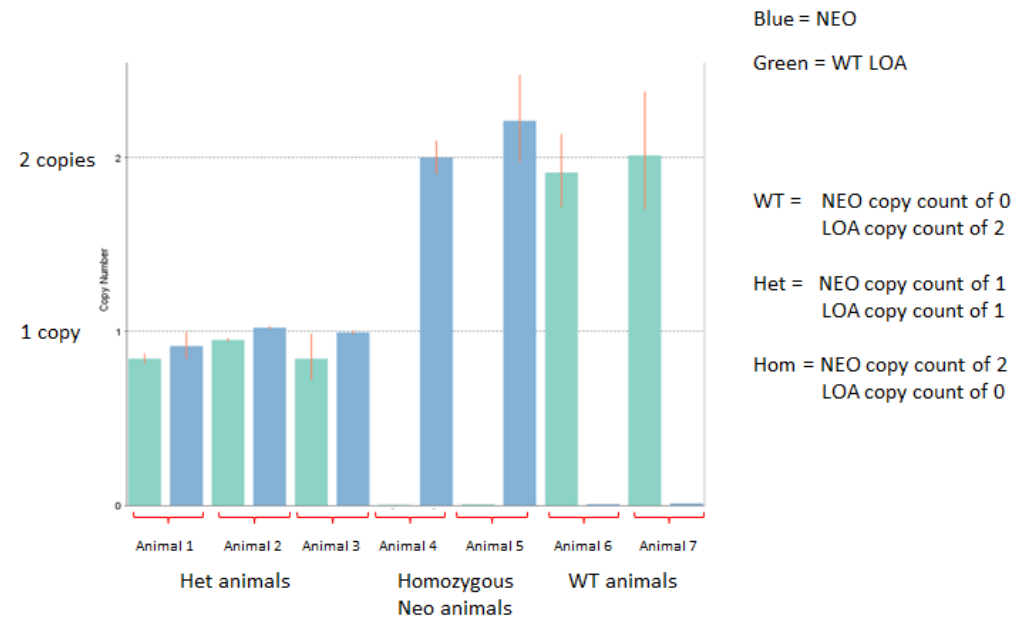 Blue = NEO
Green = WT LOA
2 copies
2
Copy Number
1 copy
1
0
WT = NEO copy count of 0
LOA copy count of 2
Het = NEO copy count of 1
LOA copy count of 1
Hom = NEO copy count of 2
LOA copy count of 0
Animal 1 Animal 2 Animal 3 Animal 4 Animal 5 Animal 6 Animal 7
Het animals
Homozygous
Neo animals
WT animals